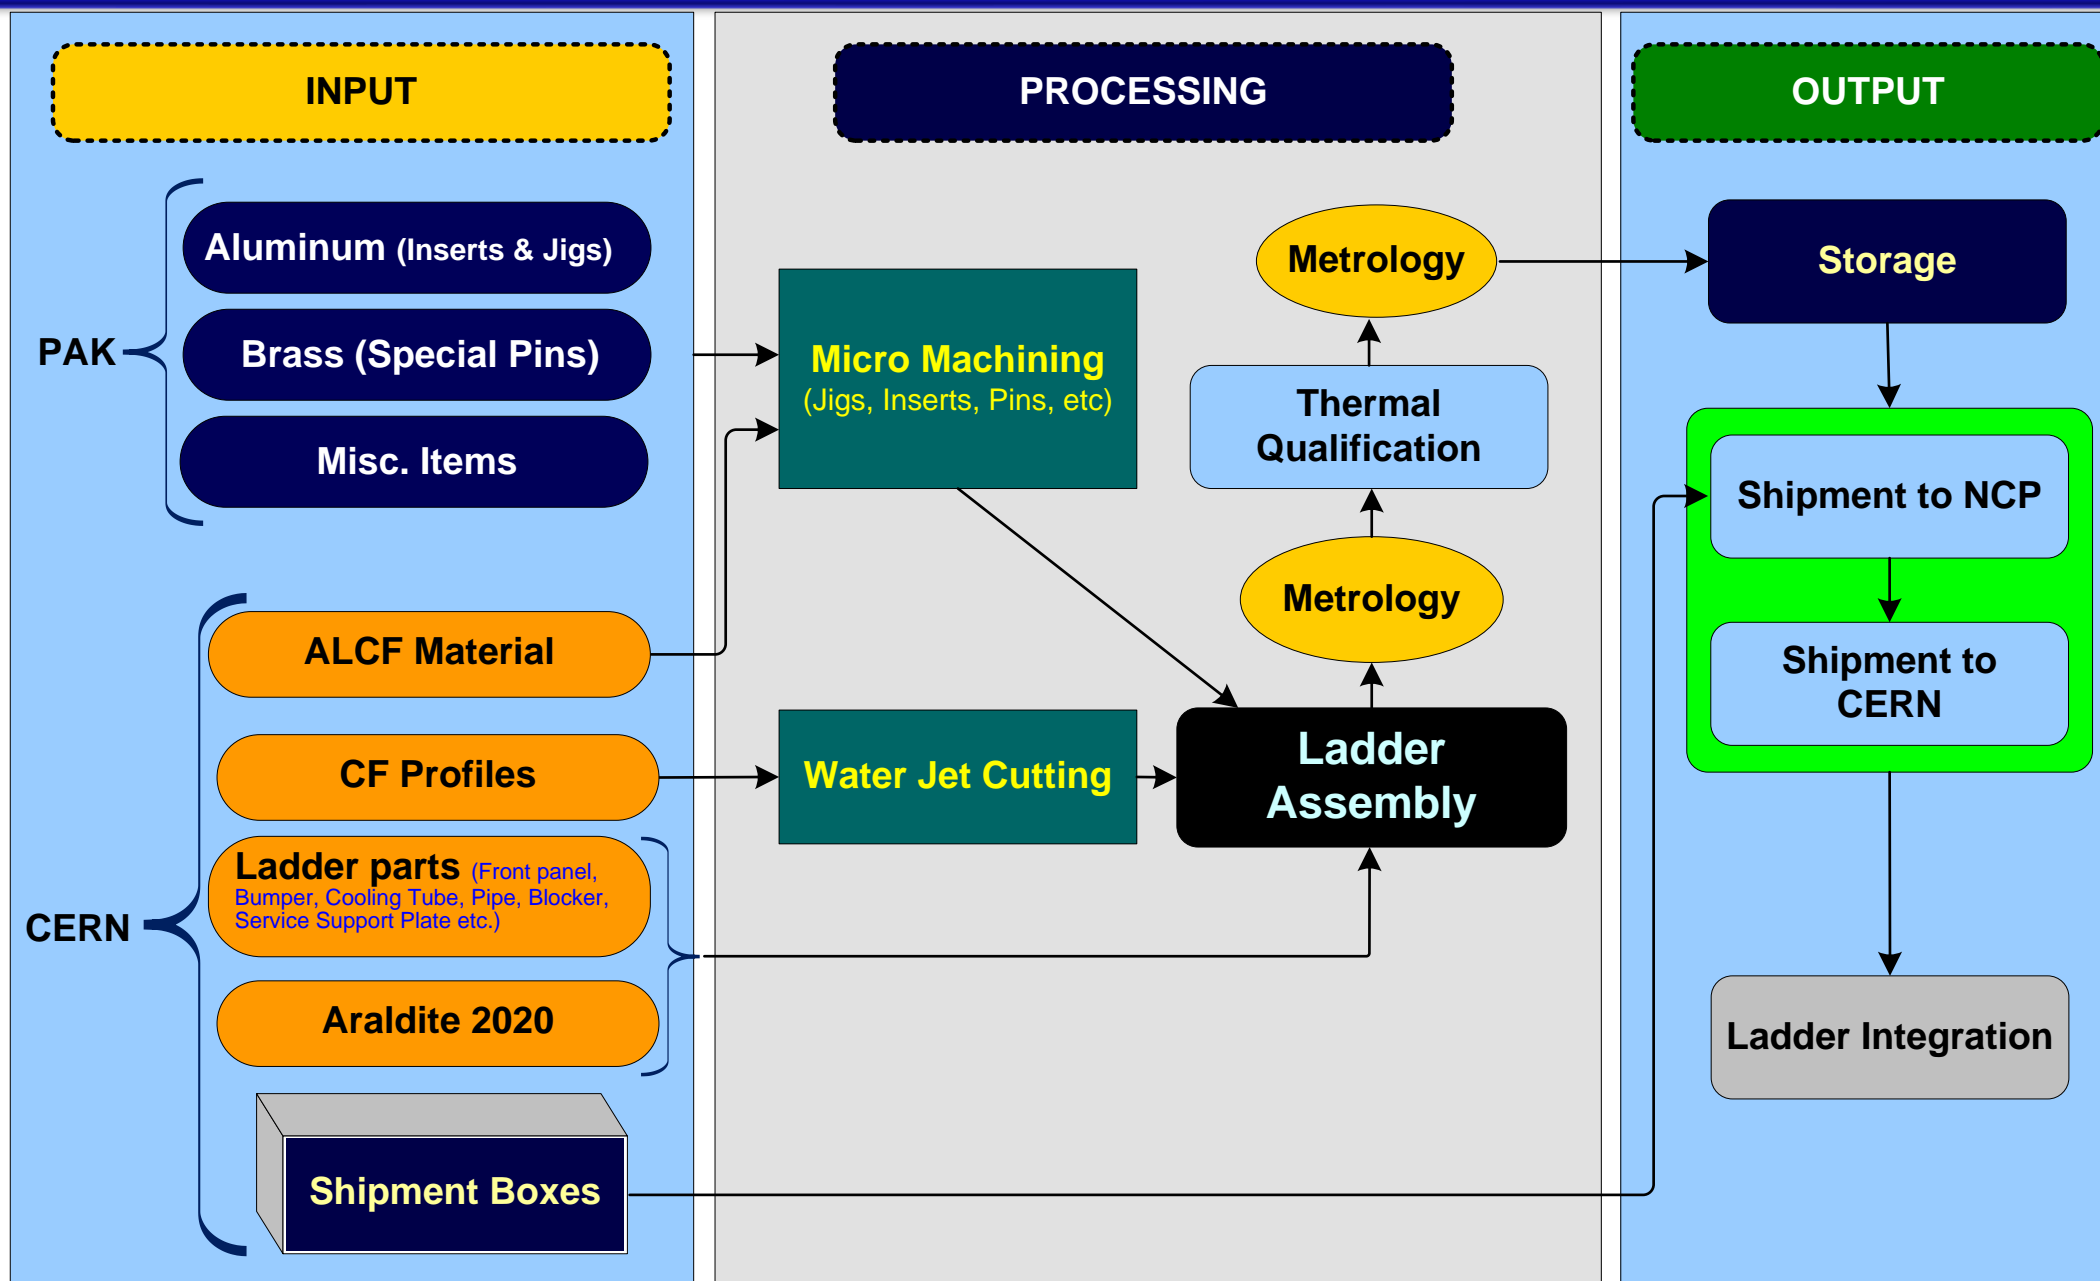 INPUT
PROCESSING
OUTPUT
PAK
Aluminum (Inserts & Jigs)
Brass (Special Pins)
Misc. Items
CERN
ALCF Material
CF Profiles
Ladder parts (Front panel,
Bumper, Cooling Tube, Pipe, Blocker,
Service Support Plate etc.)
Araldite 2020
Shipment Boxes
Micro Machining
(Jigs, Inserts, Pins, etc)
Water Jet Cutting
Metrology
Thermal
Qualification
Metrology
Ladder
Assembly
Storage
Shipment to NCP
Shipment to
CERN
Ladder Integration